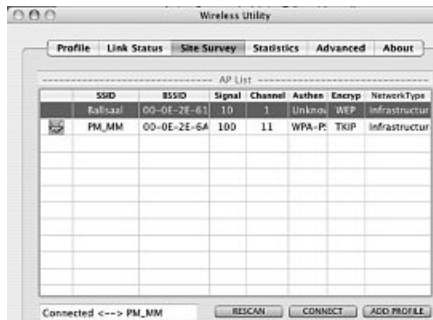 Wireless Utility
Profile Link Status Site Survey Statistics Advanced About
AP List
SSID BSSID Signal Channel Authen Encryp NetworkType
Ballsaal 00-0E-2E-61 10 1 Unknov WEP Infrastructur
PM_MM 00-0E-2E-6A 100 11 WPA-P: TKIP Infrastructur
Connected <--> PM_MM RESCAN CONNECT ADD PROFILE